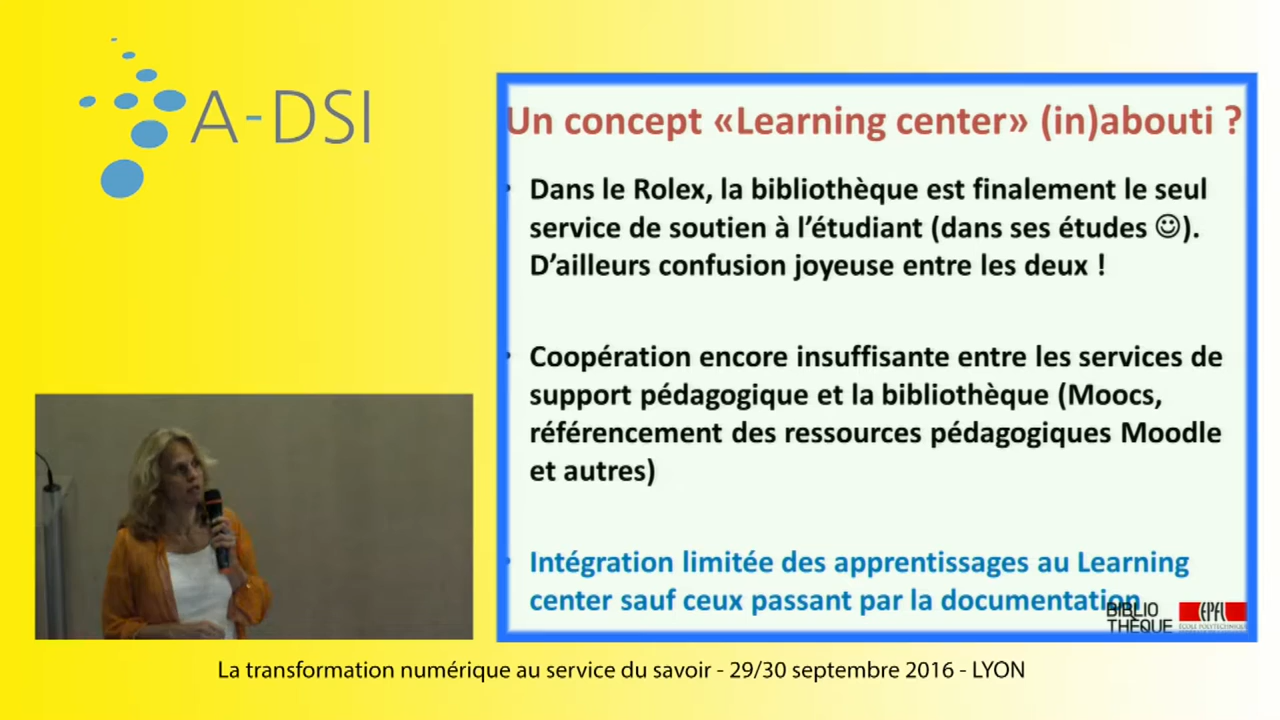 A-DSI
Un concept «Learning center» (in)abouti ?
Dans le Rolex, la bibliothèque est finalement le seul
service de soutien à l'étudiant (dans ses études ☺).
D'ailleurs confusion joyeuse entre les deux !
Coopération encore insuffisante entre les services de
support pédagogique et la bibliothèque (Moocs,
référencement des ressources pédagogiques Moodle
et autres)
Intégration limitée des apprentissages au Learning
center sauf ceux passant par la documentation
BIBLIO
THÈQUE
EPFL
ÉCOLE POLYTECHNIQUE
La transformation numérique au service du savoir - 29/30 septembre 2016 - LYON